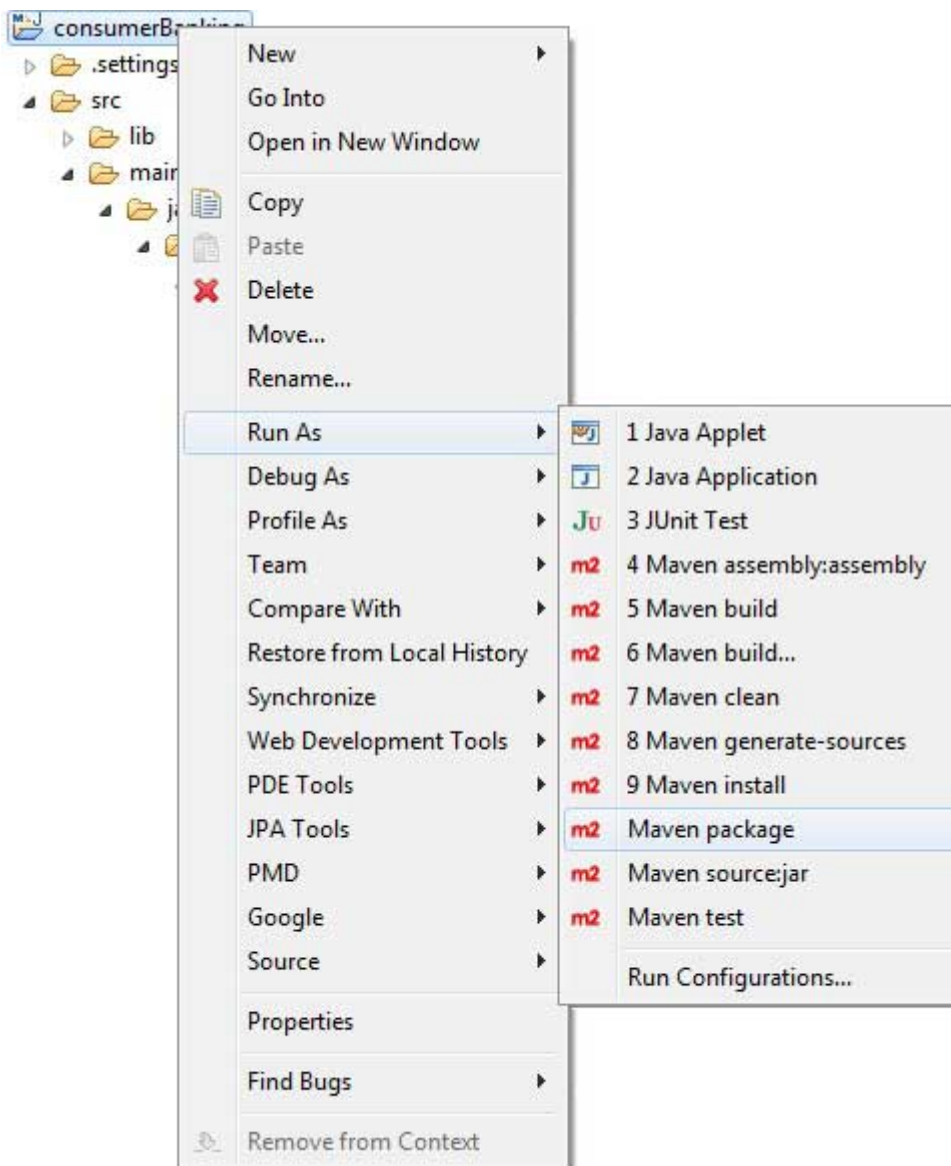 consumerBanking
.settings
src
lib
main
New
Go Into
Open in New Window
Copy
Paste
Delete
Move...
Rename...
Run As
Debug As
Profile As
Team
Compare With
Restore from Local History
Synchronize
Web Development Tools
PDE Tools
JPA Tools
PMD
Google
Source
Properties
Find Bugs
Remove from Context
1 Java Applet
2 Java Application
Ju 3 JUnit Test
m2 4 Maven assembly:assembly
m2 5 Maven build
m2 6 Maven build...
m2 7 Maven clean
m2 8 Maven generate-sources
m2 9 Maven install
m2 Maven package
m2 Maven source:jar
m2 Maven test
Run Configurations...